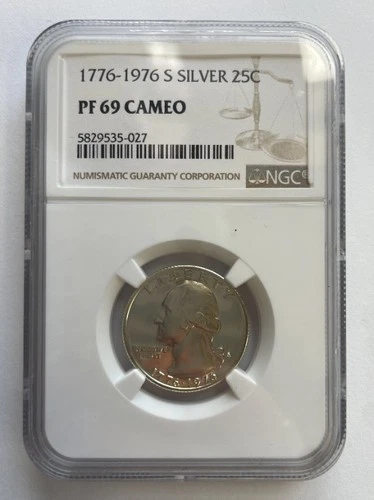 1776-1976 S SILVER 25C
PF 69 CAMEO
5829535-027
NUMISMATIC GUARANTY CORPORATION
NGC®
LIBERTY
1776-1976